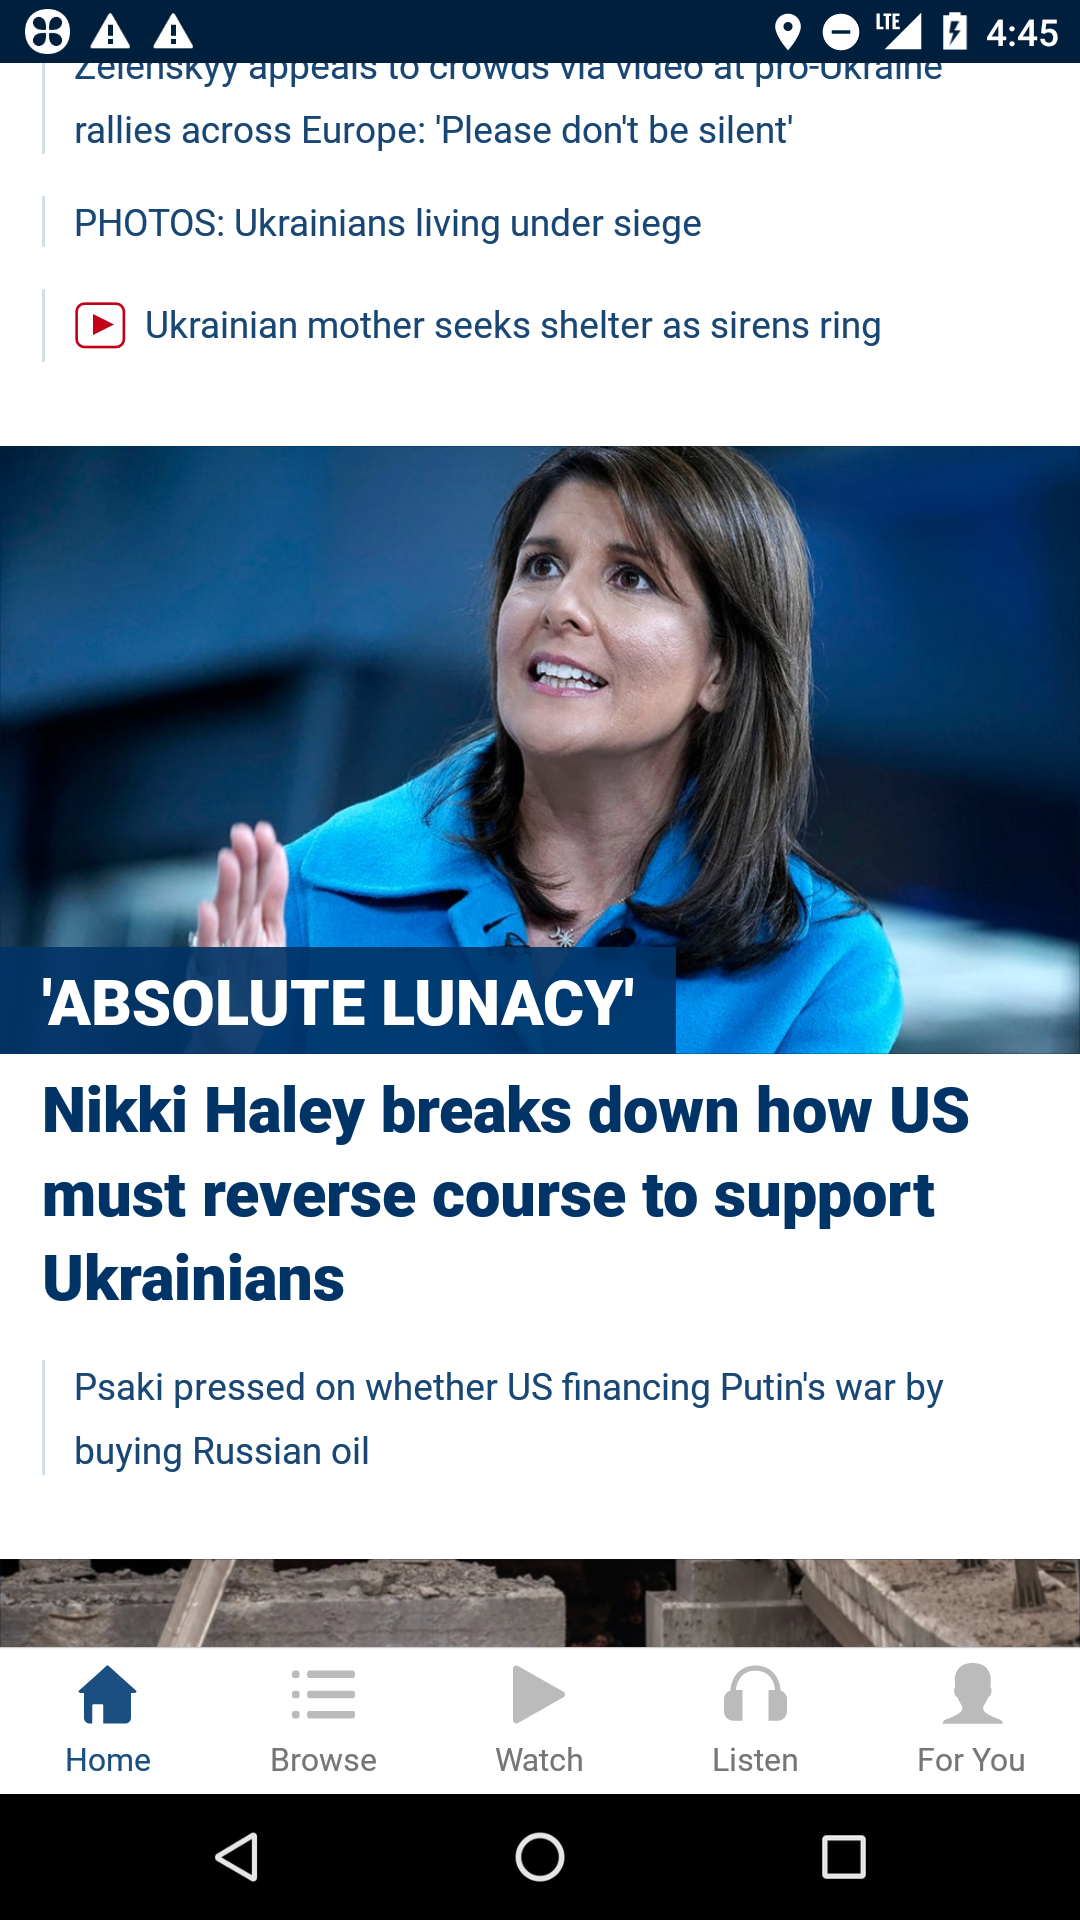 LTE 4:45
Zelenskyy appeals to crowds via video at pro-Ukraine
rallies across Europe: 'Please don't be silent'
PHOTOS: Ukrainians living under siege
Ukrainian mother seeks shelter as sirens ring
'ABSOLUTE LUNACY'
Nikki Haley breaks down how US
must reverse course to support
Ukrainians
Psaki pressed on whether US financing Putin's war by
buying Russian oil
Home Browse Watch Listen For You